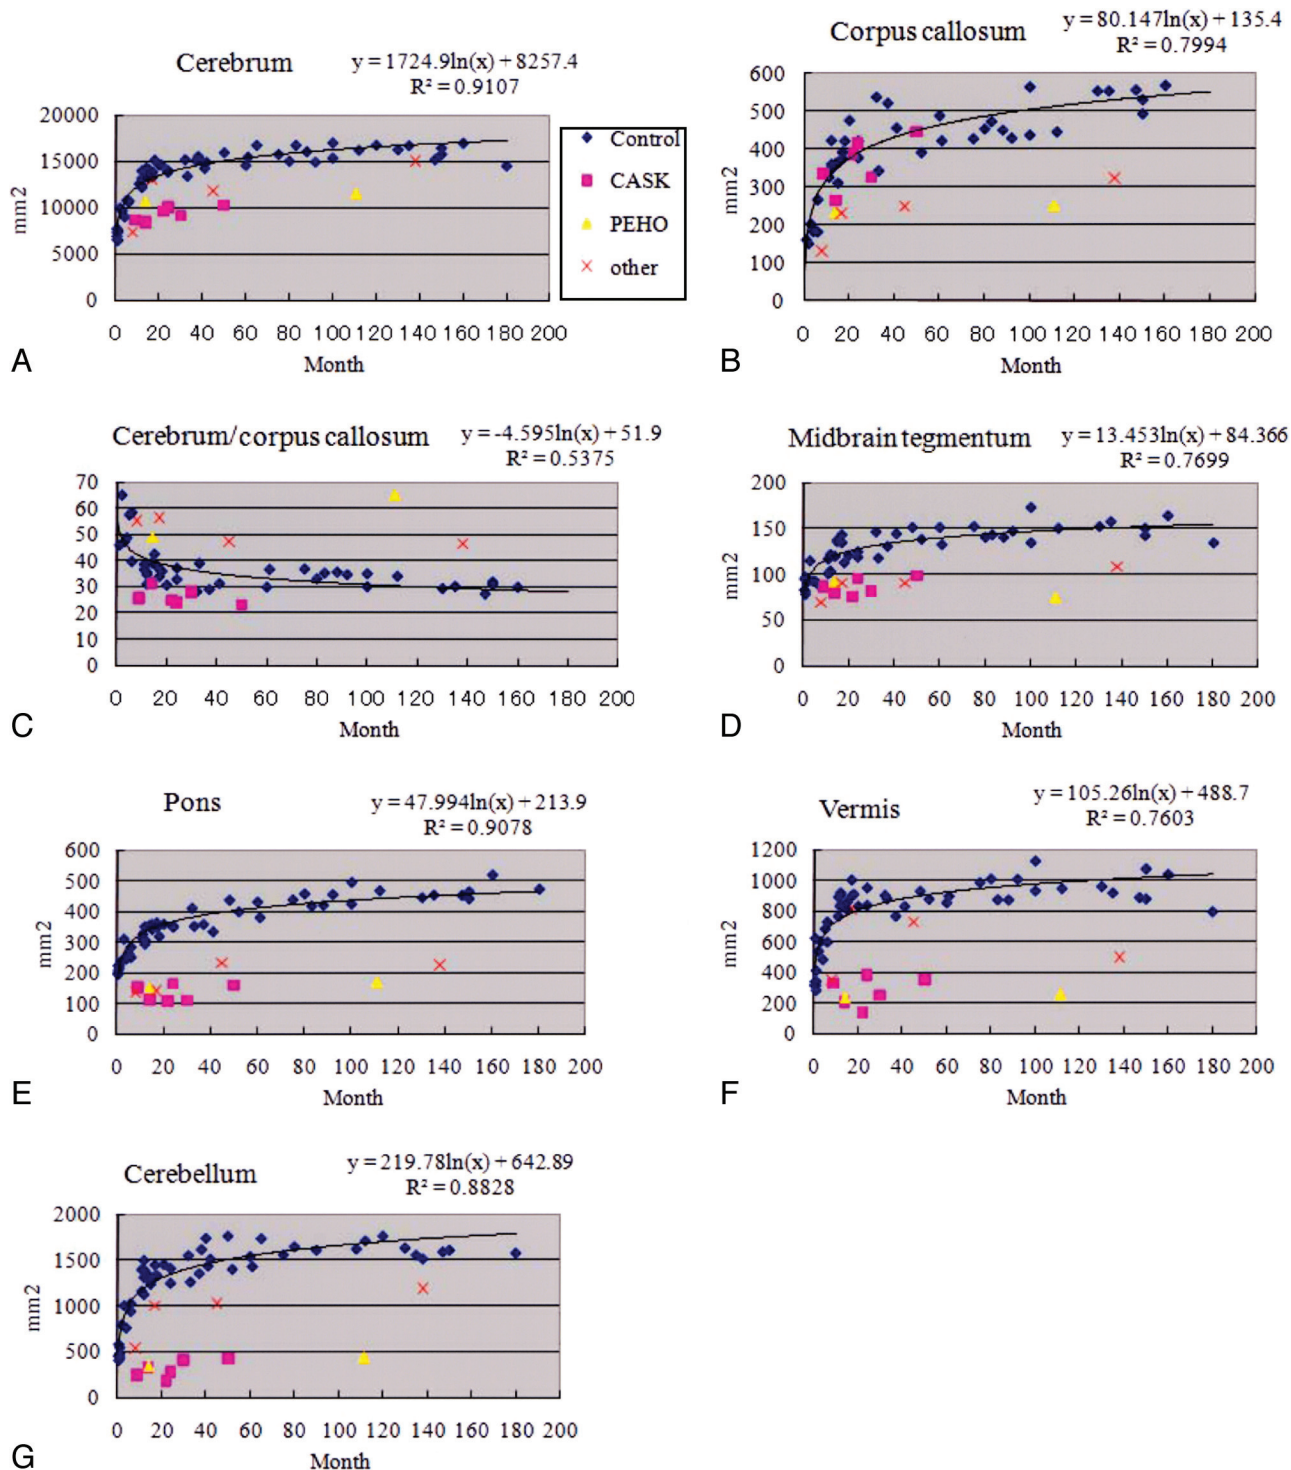 Cerebrum
y = 1724.9ln(x) + 8257.4
R² = 0.9107
20000
15000
10000
5000
0
mm2
0 20 40 60 80 100 120 140 160 180 200
Month
Control
CASK
PEHO
other
A
Corpus callosum
y = 80.147ln(x) + 135.4
R² = 0.7994
600
500
400
300
200
100
0
mm2
0 20 40 60 80 100 120 140 160 180 200
Month
B
Cerebrum/corpus callosum
y = -4.595ln(x) + 51.9
R² = 0.5375
70
60
50
40
30
20
10
0
0 20 40 60 80 100 120 140 160 180 200
Month
C
Midbrain tegmentum
y = 13.453ln(x) + 84.366
R² = 0.7699
200
150
100
50
0
mm2
0 20 40 60 80 100 120 140 160 180 200
Month
D
Pons
y = 47.994ln(x) + 213.9
R² = 0.9078
600
500
400
300
200
100
0
mm2
0 20 40 60 80 100 120 140 160 180 200
Month
E
Vermis
y = 105.26ln(x) + 488.7
R² = 0.7603
1200
1000
800
600
400
200
0
mm2
0 20 40 60 80 100 120 140 160 180 200
Month
F
Cerebellum
y = 219.78ln(x) + 642.89
R² = 0.8828
2000
1500
1000
500
0
mm2
0 20 40 60 80 100 120 140 160 180 200
Month
G